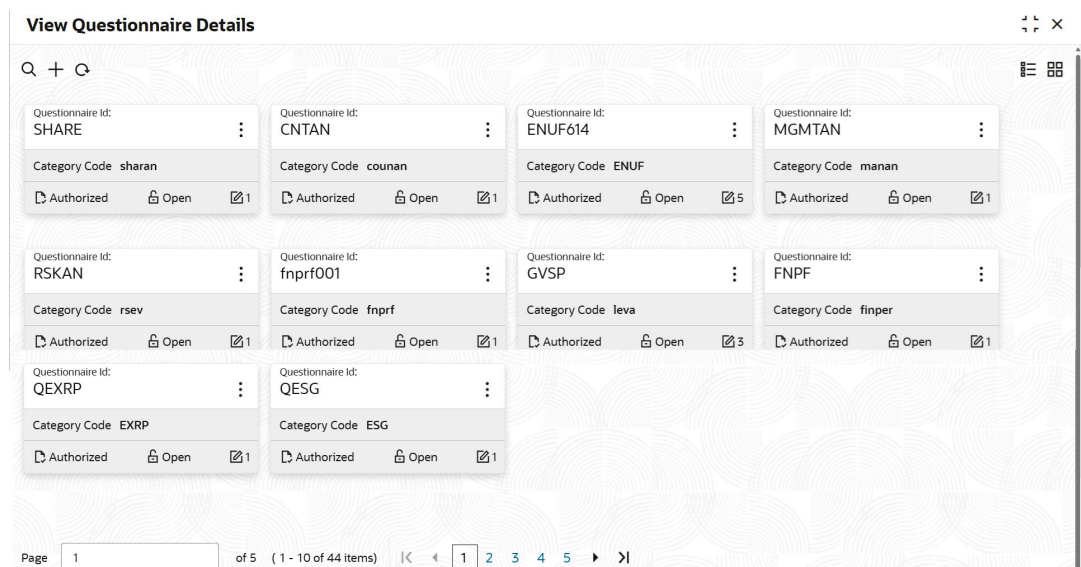 View Questionnaire Details
Questionnaire Id: Questionnaire Id: Questionnaire Id: Questionnaire Id:
SHARE CNTAN ENUF614 MGMTAN
Category Code sharan Category Code counan Category Code ENUF Category Code manan
Authorized Open 1 Authorized Open 1 Authorized Open 5 Authorized Open 1
Questionnaire Id: Questionnaire Id: Questionnaire Id: Questionnaire Id:
RSKAN fnprf001 GVSP FNPF
Category Code rsev Category Code fnprf Category Code leva Category Code finper
Authorized Open 1 Authorized Open 1 Authorized Open 3 Authorized Open 1
Questionnaire Id: Questionnaire Id:
QEXRP QESG
Category Code EXRP Category Code ESG
Authorized Open 1 Authorized Open 1
Page 1 of 5 ( 1 - 10 of 44 items) 1 2 3 4 5